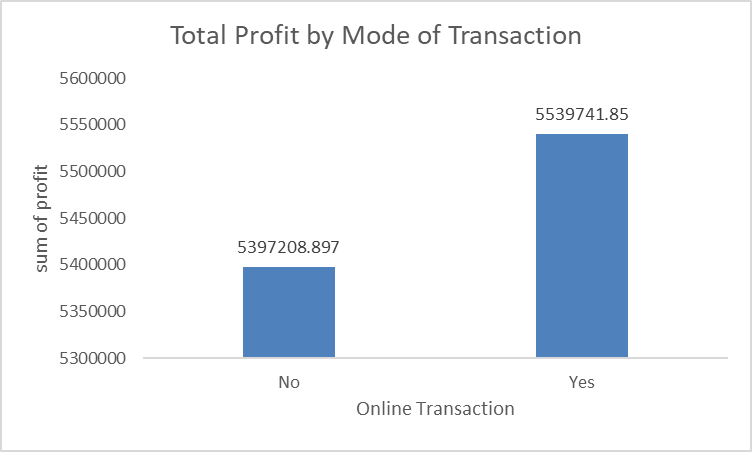 Total Profit by Mode of Transaction
5600000
5550000
5500000
5450000
5400000
5350000
5300000
sum of profit
5397208.897
5539741.85
No
Yes
Online Transaction